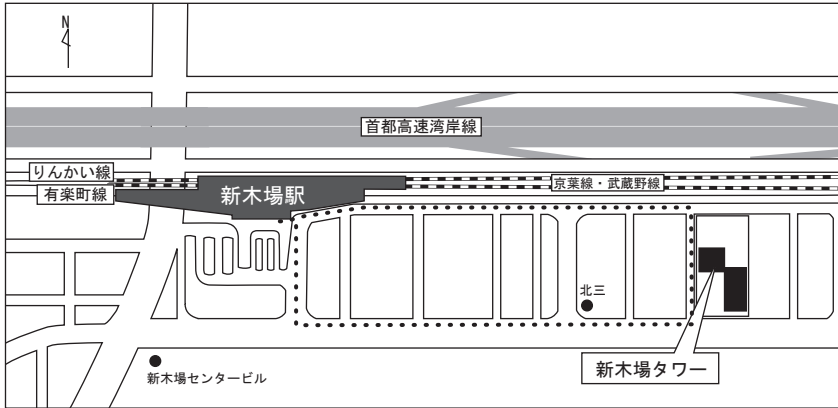 N
首都高速湾岸線
りんかい線
有楽町線
新木場駅
京葉線・武蔵野線
北三
新木場タワー
新木場センタービル